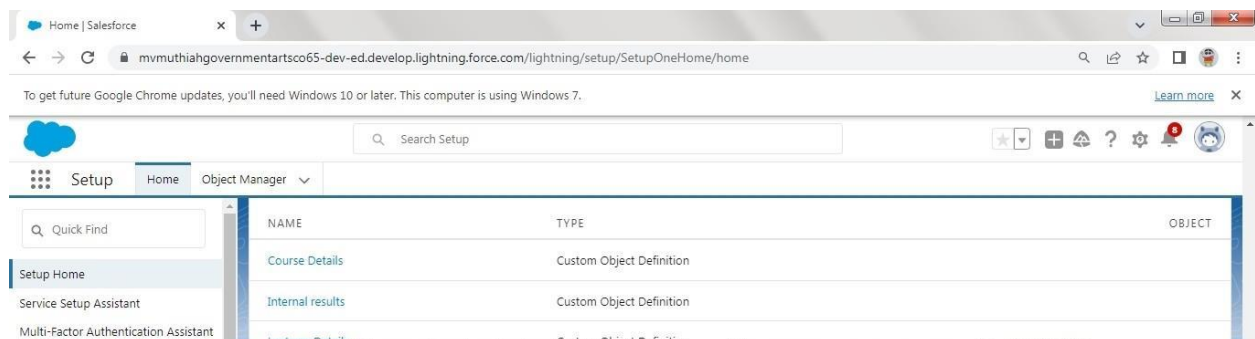 Home | Salesforce
mvmuthiahgovernmentartsco65-dev-ed.develop.lightning.force.com/lightning/setup/SetupOneHome/home
To get future Google Chrome updates, you'll need Windows 10 or later. This computer is using Windows 7. Learn more
Search Setup
8
Setup Home Object Manager
Quick Find
NAME TYPE OBJECT
Course Details Custom Object Definition
Setup Home
Service Setup Assistant
Internal results Custom Object Definition
Multi-Factor Authentication Assistant